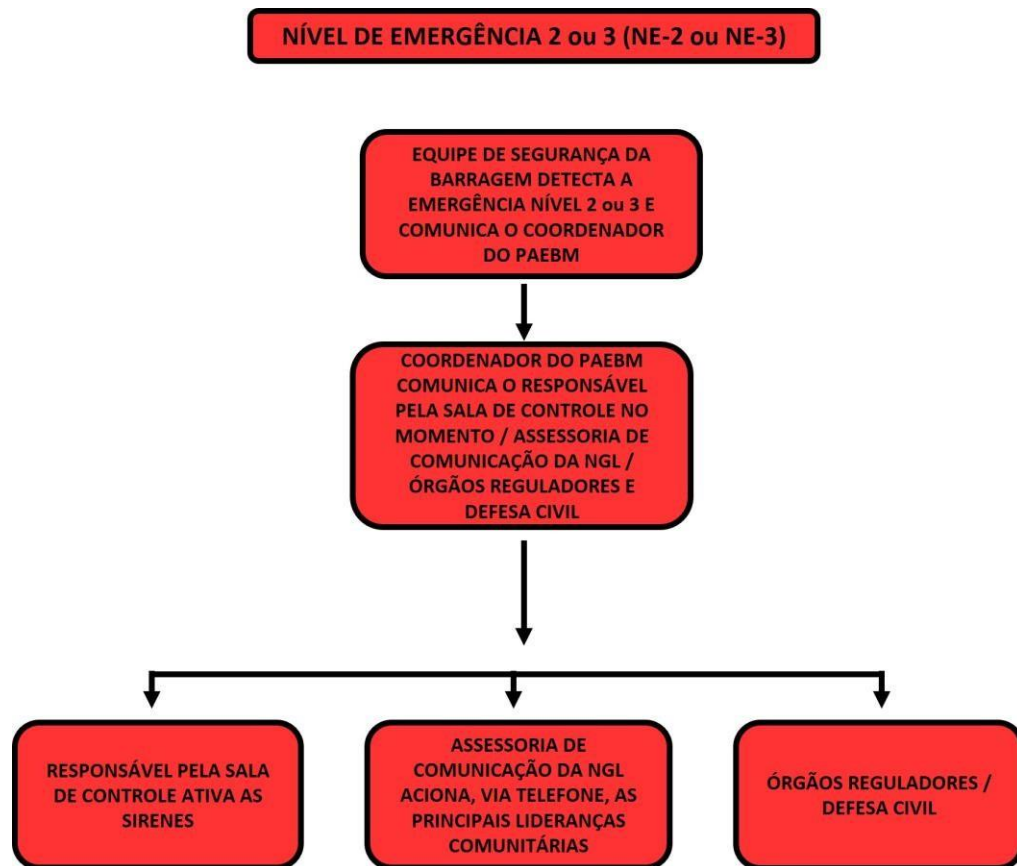 NÍVEL DE EMERGÊNCIA 2 ou 3 (NE-2 ou NE-3)
EQUIPE DE SEGURANÇA DA
BARRAGEM DETECTA A
EMERGÊNCIA NÍVEL 2 ou 3 E
COMUNICA O COORDENADOR
DO PAEBM
COORDENADOR DO PAEBM
COMUNICA O RESPONSÁVEL
PELA SALA DE CONTROLE NO
MOMENTO / ASSESSORIA DE
COMUNICAÇÃO DA NGL /
ÓRGÃOS REGULADORES E
DEFESA CIVIL
RESPONSÁVEL PELA SALA
DE CONTROLE ATIVA AS
SIRENES
ASSESSORIA DE
COMUNICAÇÃO DA NGL
ACIONA, VIA TELEFONE, AS
PRINCIPAIS LIDERANÇAS
COMUNITÁRIAS
ÓRGÃOS REGULADORES /
DEFESA CIVIL